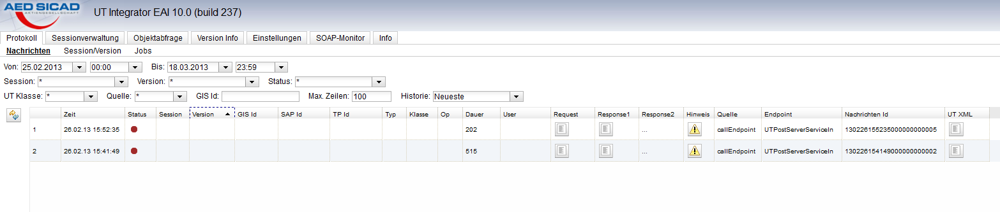 AED SICAD
AKTIENGESELLSCHAFT
UT Integrator EAI 10.0 (build 237)
Protokoll Sessionverwaltung Objektabfrage Version Info Einstellungen SOAP-Monitor Info
Nachrichten Session/Version Jobs
Von: 25.02.2013 00:00 Bis: 18.03.2013 23:59
Session: * Version: * Status: *
UT Klasse: * Quelle: * GIS Id: Max. Zeilen: 100 Historie: Neueste
Zeit Status Session Version GIS Id SAP Id TP Id Typ Klasse Op Dauer User Request Response1 Response2 Hinweis Quelle Endpoint Nachrichten Id UT XML
1 26.02.13 15:52:35 202 ... callEndpoint UTPostServerServiceIn 130226155235000000000005
2 26.02.13 15:41:49 515 ... callEndpoint UTPostServerServiceIn 130226154149000000000002